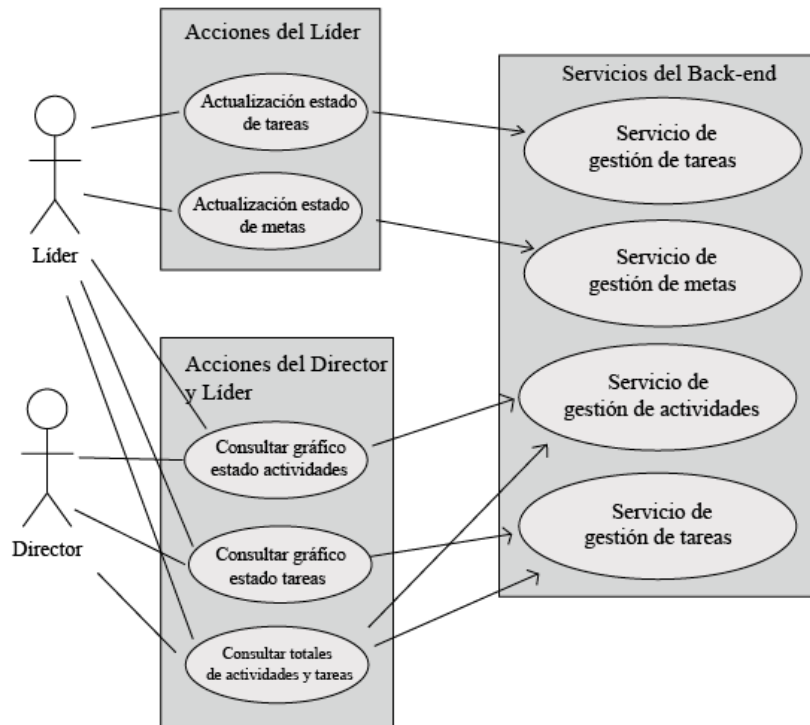 Acciones del Líder
Actualización estado
de tareas
Actualización estado
de metas
Líder
Servicios del Back-end
Servicio de
gestión de tareas
Servicio de
gestión de metas
Servicio de
gestión de actividades
Servicio de
gestión de tareas
Acciones del Director
y Líder
Consultar gráfico
estado actividades
Consultar gráfico
estado tareas
Consultar totales
de actividades y tareas
Director